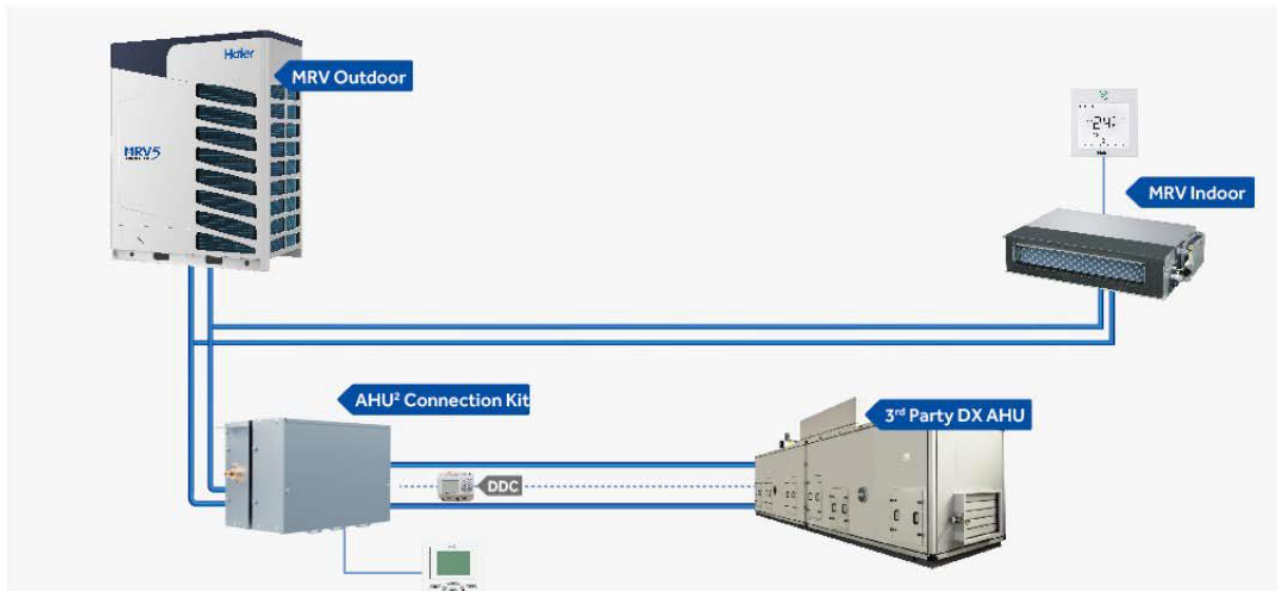 Haier
MRV Outdoor
MRV5
24
MRV Indoor
AHU² Connection Kit
3rd Party DX AHU
DDC